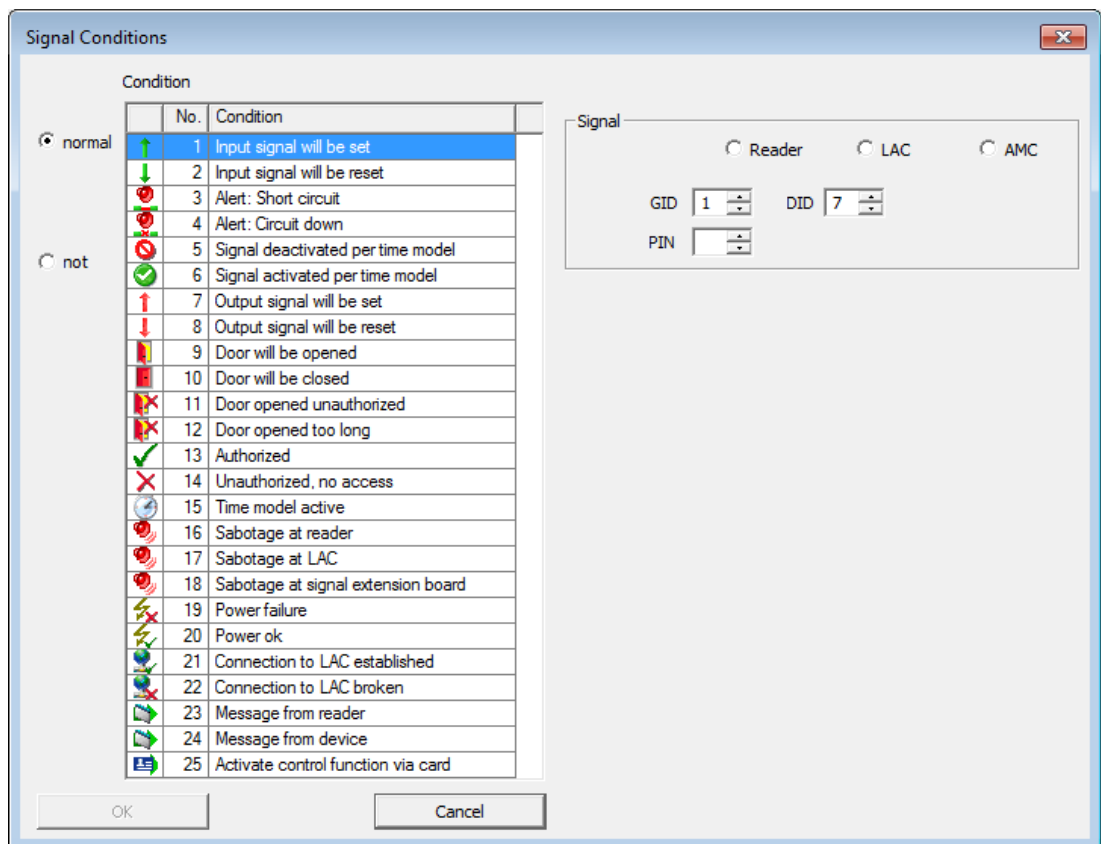 Signal Conditions
Condition
normal
not
No. Condition
1 Input signal will be set
2 Input signal will be reset
3 Alert: Short circuit
4 Alert: Circuit down
5 Signal deactivated per time model
6 Signal activated per time model
7 Output signal will be set
8 Output signal will be reset
9 Door will be opened
10 Door will be closed
11 Door opened unauthorized
12 Door opened too long
13 Authorized
14 Unauthorized, no access
15 Time model active
16 Sabotage at reader
17 Sabotage at LAC
18 Sabotage at signal extension board
19 Power failure
20 Power ok
21 Connection to LAC established
22 Connection to LAC broken
23 Message from reader
24 Message from device
25 Activate control function via card
Signal
Reader LAC AMC
GID 1 DID 7
PIN
OK Cancel